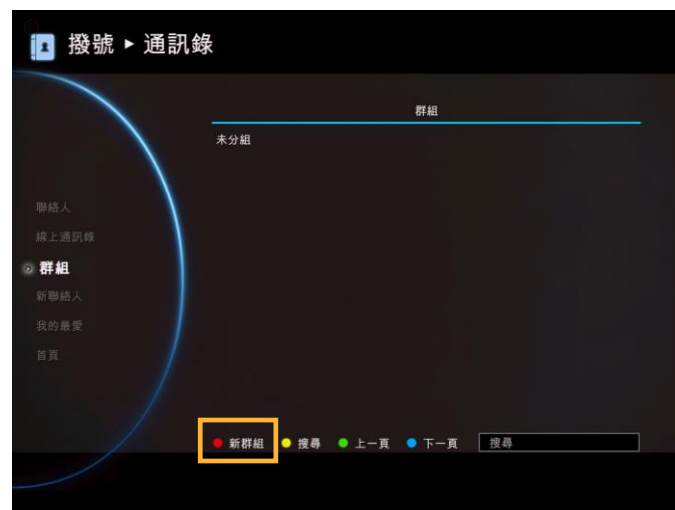 撥號 ▸ 通訊錄
群組
未分組
聯絡人
線上通訊錄
群組
新聯絡人
我的最愛
首頁
新群組 搜尋 上一頁 下一頁 搜尋